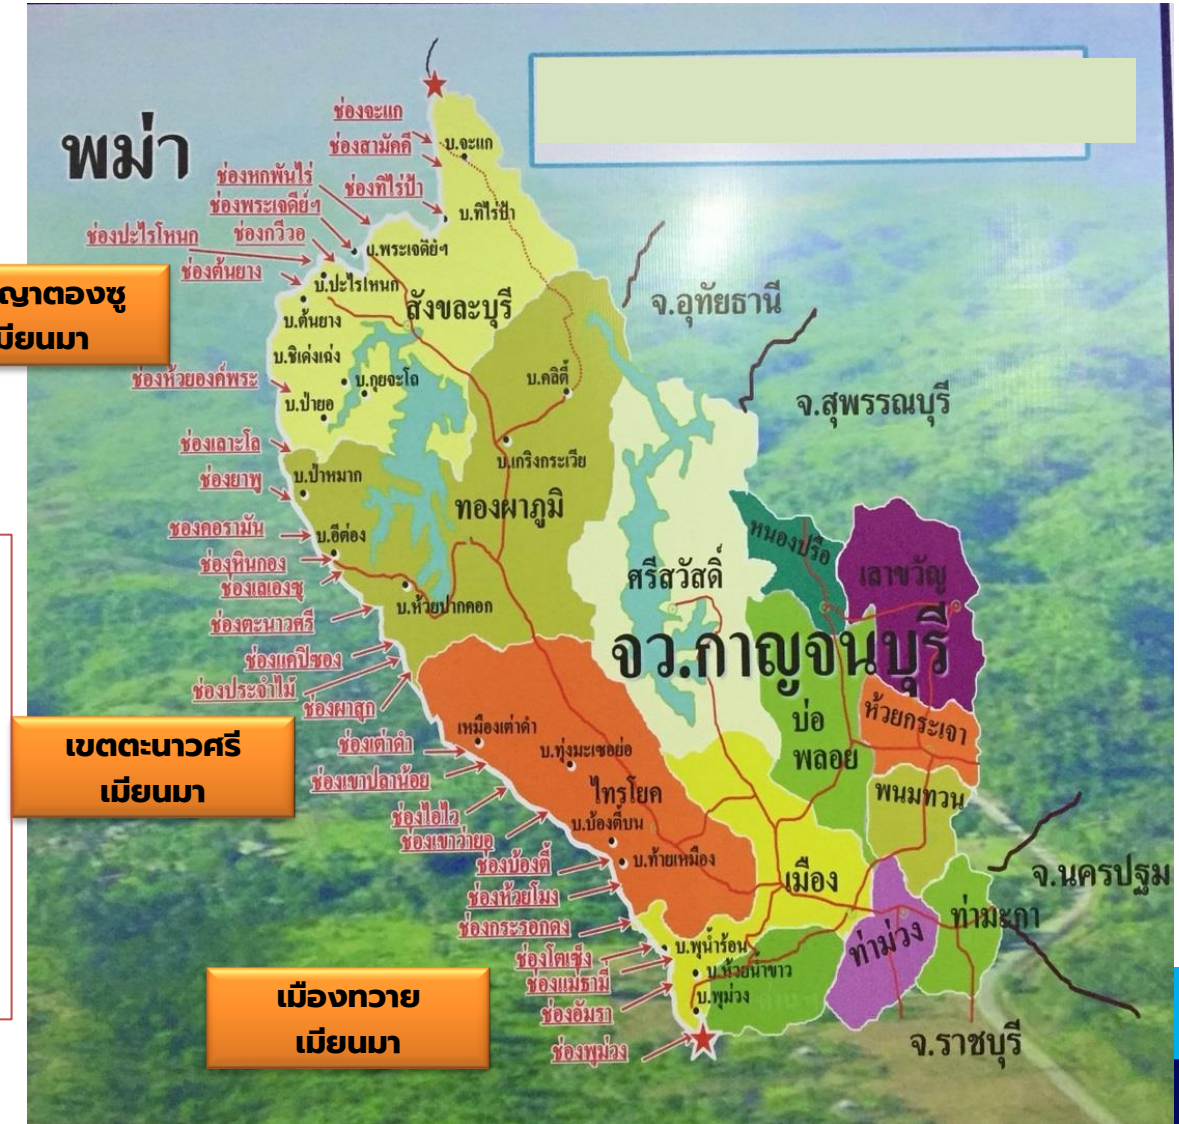 พม่า
ช่องจะแก
ช่องสามัคคี
บ.จะแก
ช่องหกพันไร่
ช่องทิไร่ป้า
ช่องพระเจดีย์ฯ
บ.ทิไร่ป้า
ช่องปะไรโหนก
ช่องกวีวอ
บ.พระเจดีย์ฯ
ช่องต้นยาง
บ.ปะไรโหนก
ญาตองซู
มียนมา
สังขละบุรี
จ.อุทัยธานี
บ.ต้นยาง
บ.ชิเด่งเฉ่ง
ช่องห้วยองค์พระ
บ.กุยจะโถ
บ.คลิตี้
บ.ป่ายอ
จ.สุพรรณบุรี
ช่องเลาะโล
บ.เกริงกระเวีย
ช่องยาพู
บ.ป่าหมาก
ทองผาภูมิ
ชองคอรามัน
บ.อีต่อง
หนองปรือ
ช่องหินกอง
เลาขวัญ
ช่องเลเองซู
ศรีสวัสดิ์
บ.ห้วยปากคอก
ช่องตะนาวศรี
จว.กาญจนบุรี
ช่องแคปิซอง
ช่องประจำไม้
ช่องผาสุก
บ่อ
พลอย
ห้วยกระเจา
เหมืองเต่าดำ
ช่องเต่าดำ
บ.ทุ่งมะเซอย่อ
เขตตะนาวศรี
เมียนมา
ช่องเขาปลาน้อย
ไทรโยค
พนมทวน
ช่องไอไว
บ.บ้องตี้บน
ช่องเขาว่ายอ
ช่องบ้องตี้
บ.ท้ายเหมือง
เมือง
จ.นครปฐม
ช่องห้วยโมง
ท่ามะกา
ช่องกระรอกดง
ท่าม่วง
บ.พุน้ำร้อน
ช่องโตเซ็ง
บ.ห้วยน้ำขาว
ช่องแม่ธามี่
บ.พุม่วง
เมืองทวาย
เมียนมา
ช่องอัมรา
ช่องพุม่วง
จ.ราชบุรี